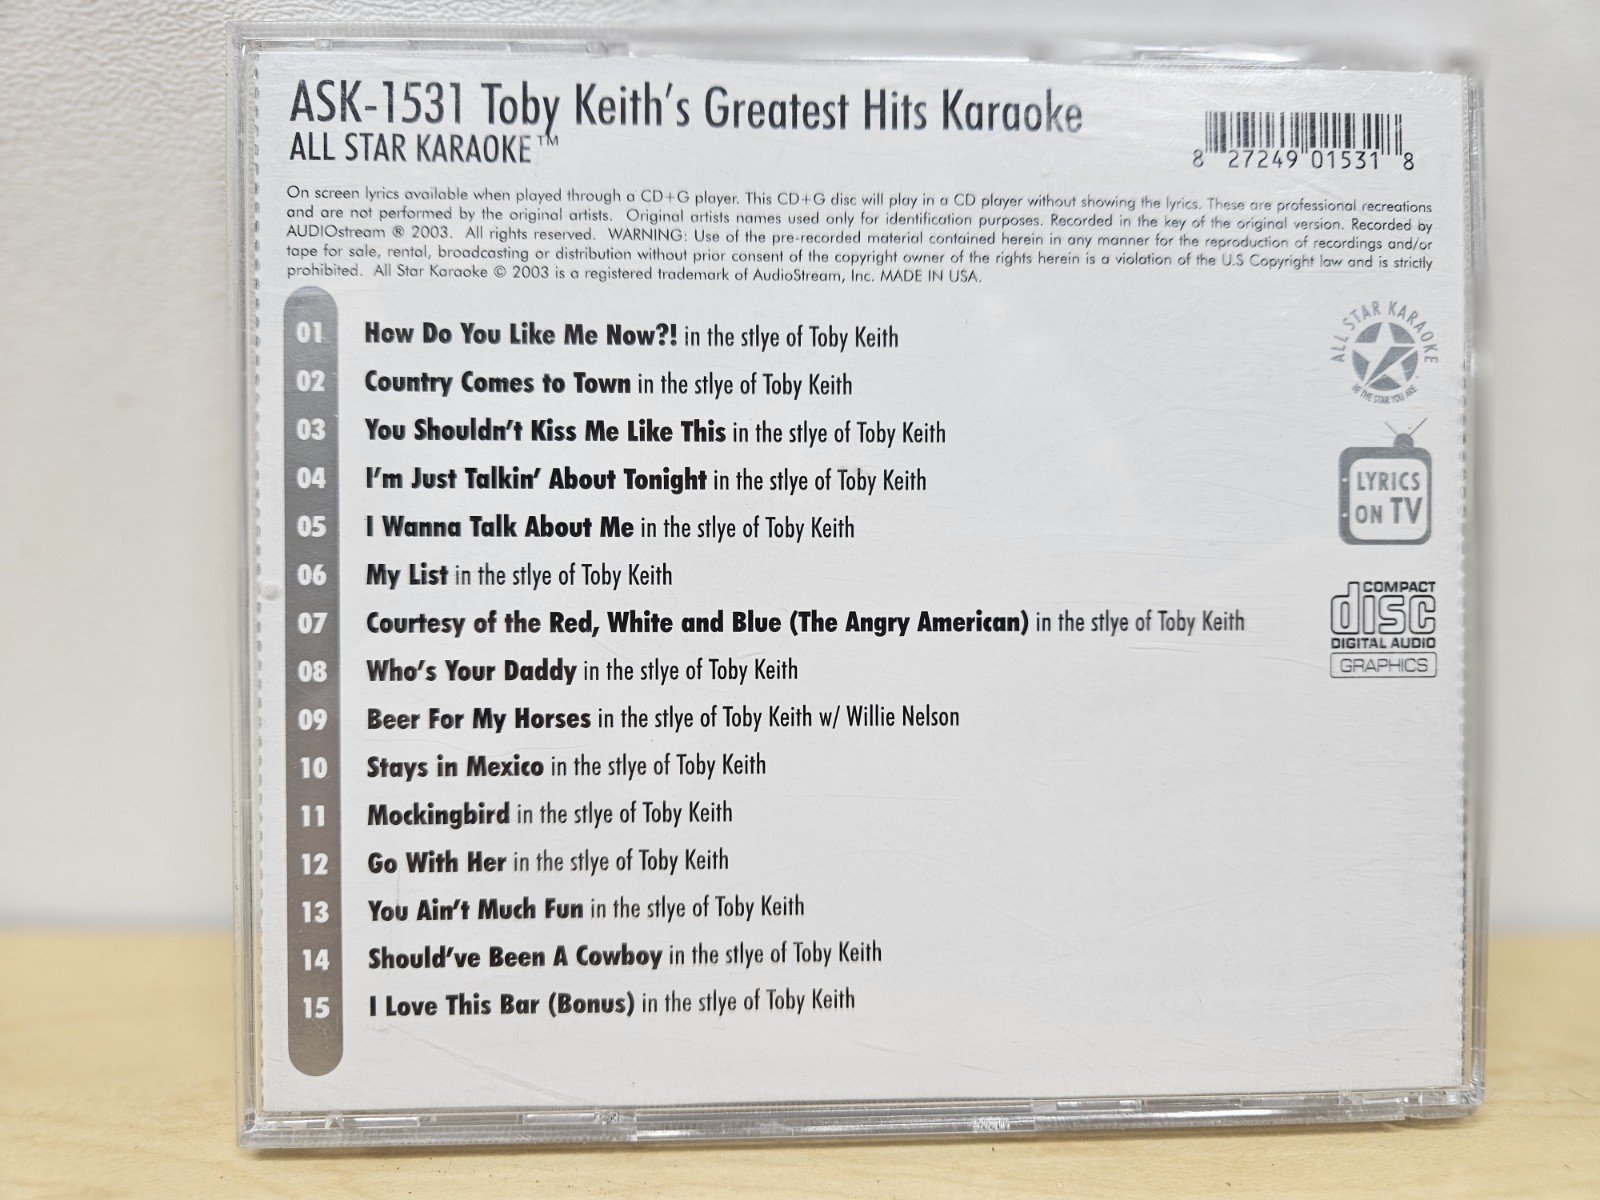 ASK-1531 Toby Keith's Greatest Hits Karaoke
ALL STAR KARAOKE™
8 27249 01531 8
On screen lyrics available when played through a CD+G player. This CD+G disc will play in a CD player without showing the lyrics. These are professional recreations
and are not performed by the original artists. Original artists names used only for identification purposes. Recorded in the key of the original version. Recorded by
AUDIOstream ® 2003. All rights reserved. WARNING: Use of the pre-recorded material contained herein in any manner for the reproduction of recordings and/or
tape for sale, rental, broadcasting or distribution without prior consent of the copyright owner of the rights herein is a violation of the U.S Copyright law and is strictly
prohibited. All Star Karaoke © 2003 is a registered trademark of AudioStream, Inc. MADE IN USA.
01 How Do You Like Me Now?! in the stlye of Toby Keith
02 Country Comes to Town in the stlye of Toby Keith
03 You Shouldn't Kiss Me Like This in the stlye of Toby Keith
04 I'm Just Talkin' About Tonight in the stlye of Toby Keith
05 I Wanna Talk About Me in the stlye of Toby Keith
06 My List in the stlye of Toby Keith
07 Courtesy of the Red, White and Blue (The Angry American) in the stlye of Toby Keith
08 Who's Your Daddy in the stlye of Toby Keith
09 Beer For My Horses in the stlye of Toby Keith w/ Willie Nelson
10 Stays in Mexico in the stlye of Toby Keith
11 Mockingbird in the stlye of Toby Keith
12 Go With Her in the stlye of Toby Keith
13 You Ain't Much Fun in the stlye of Toby Keith
14 Should've Been A Cowboy in the stlye of Toby Keith
15 I Love This Bar (Bonus) in the stlye of Toby Keith
ALL STAR KARAOKE
BE THE STAR YOU ARE
LYRICS
ON TV
COMPACT
disc
DIGITAL AUDIO
GRAPHICS